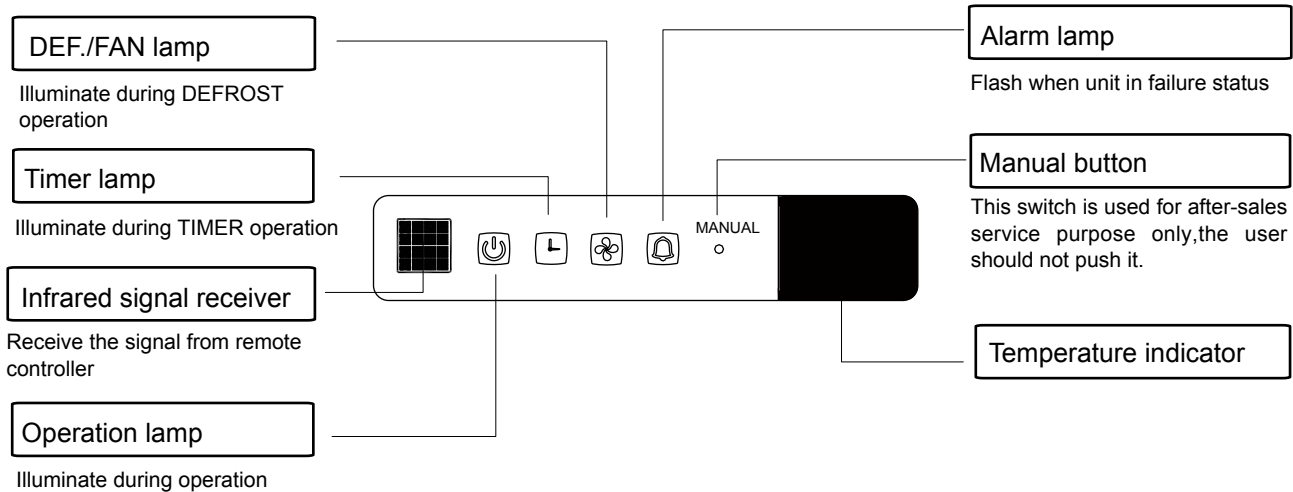 DEF./FAN lamp
Illuminate during DEFROST
operation
Timer lamp
Illuminate during TIMER operation
Infrared signal receiver
Receive the signal from remote
controller
Operation lamp
Illuminate during operation
MANUAL
Alarm lamp
Flash when unit in failure status
Manual button
This switch is used for after-sales
service purpose only,the user
should not push it.
Temperature indicator